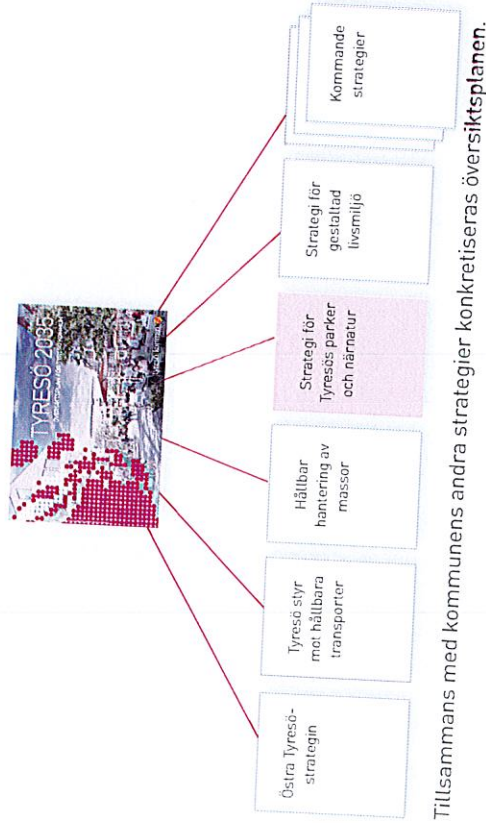 TYRESÖ 2035
Östra Tyresö-
strategin
Tyresö styr
mot hållbara
transporter
Hållbar
hantering av
massor
Strategi för
Tyresös parker
och närnatur
Strategi för
gestaltad
livsmiljö
Kommande
strategier
Tillsammans med kommunens andra strategier konkretiseras översiktsplanen.